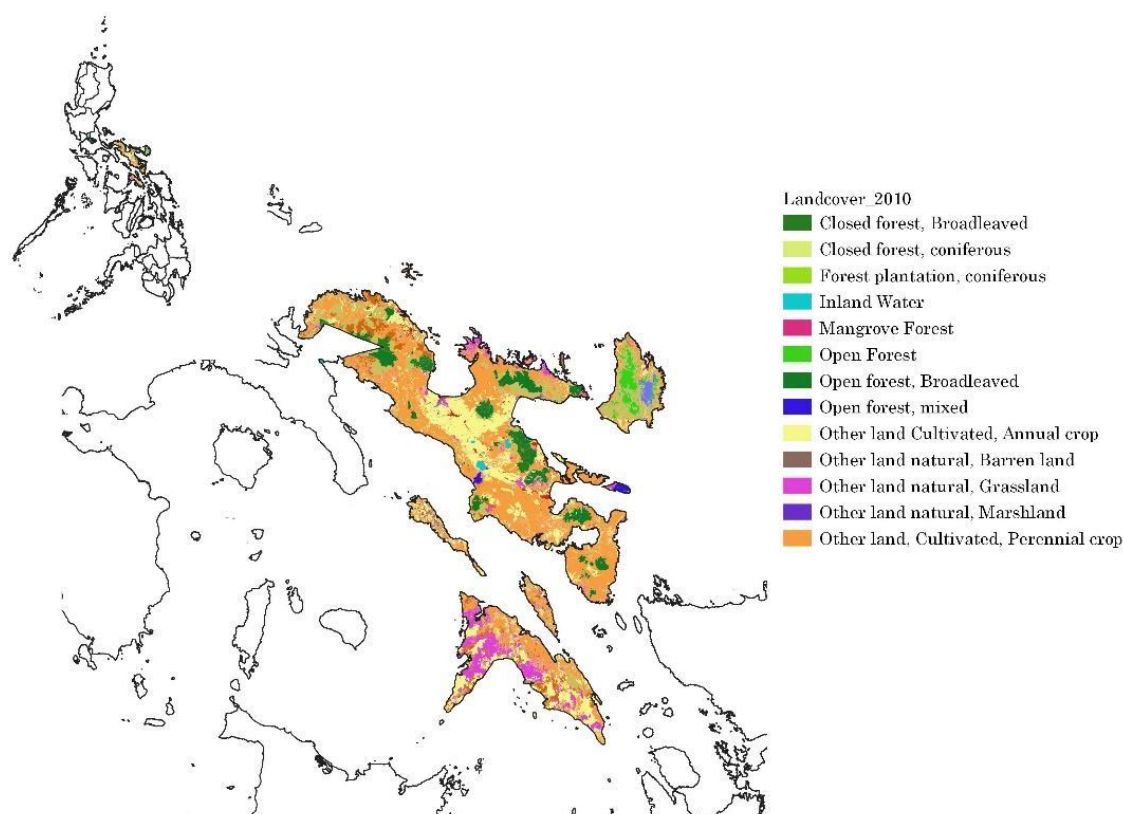 Landcover_2010
Closed forest, Broadleaved
Closed forest, coniferous
Forest plantation, coniferous
Inland Water
Mangrove Forest
Open Forest
Open forest, Broadleaved
Open forest, mixed
Other land Cultivated, Annual crop
Other land natural, Barren land
Other land natural, Grassland
Other land natural, Marshland
Other land, Cultivated, Perennial crop